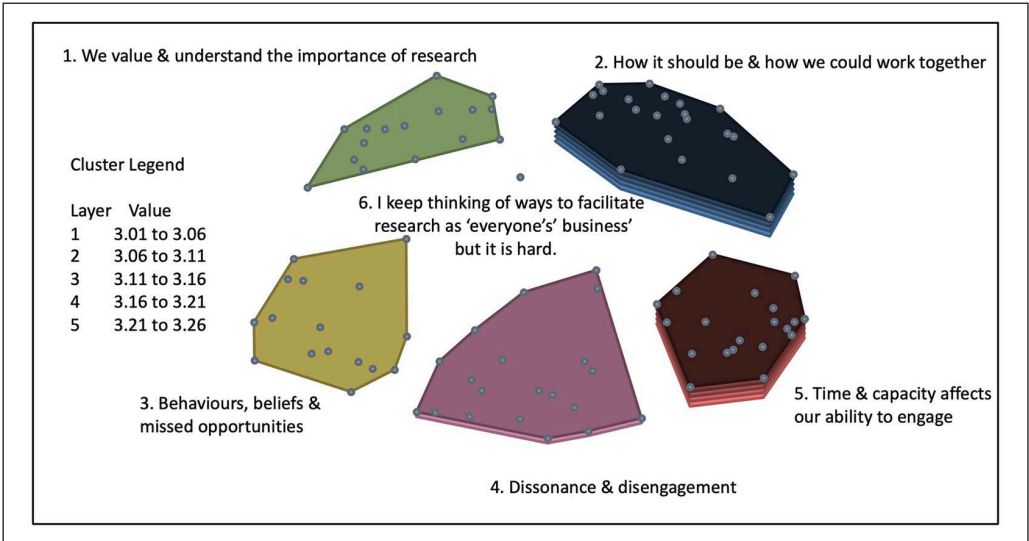 1. We value & understand the importance of research
2. How it should be & how we could work together
Cluster Legend
Layer Value
1 3.01 to 3.06
2 3.06 to 3.11
3 3.11 to 3.16
4 3.16 to 3.21
5 3.21 to 3.26
6. I keep thinking of ways to facilitate
research as ‘everyone’s’ business’
but it is hard.
3. Behaviours, beliefs &
missed opportunities
5. Time & capacity affects
our ability to engage
4. Dissonance & disengagement